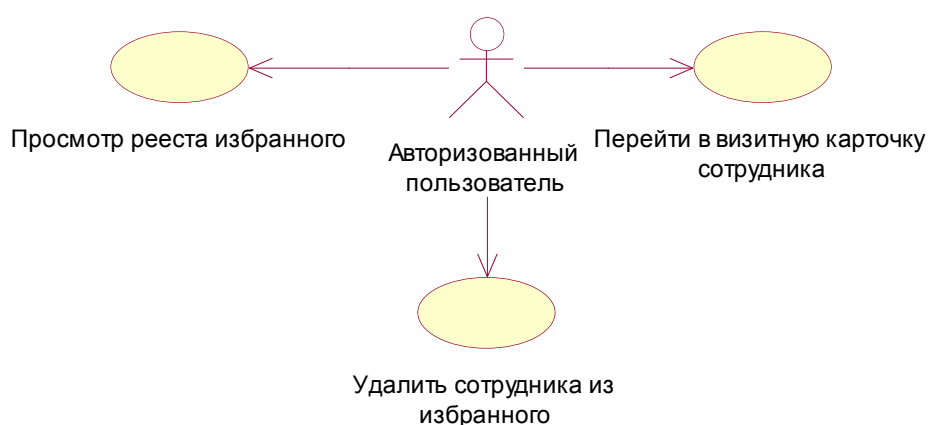 Просмотр рееста избранного
Авторизованный
пользователь
Перейти в визитную карточку
сотрудника
Удалить сотрудника из
избранного